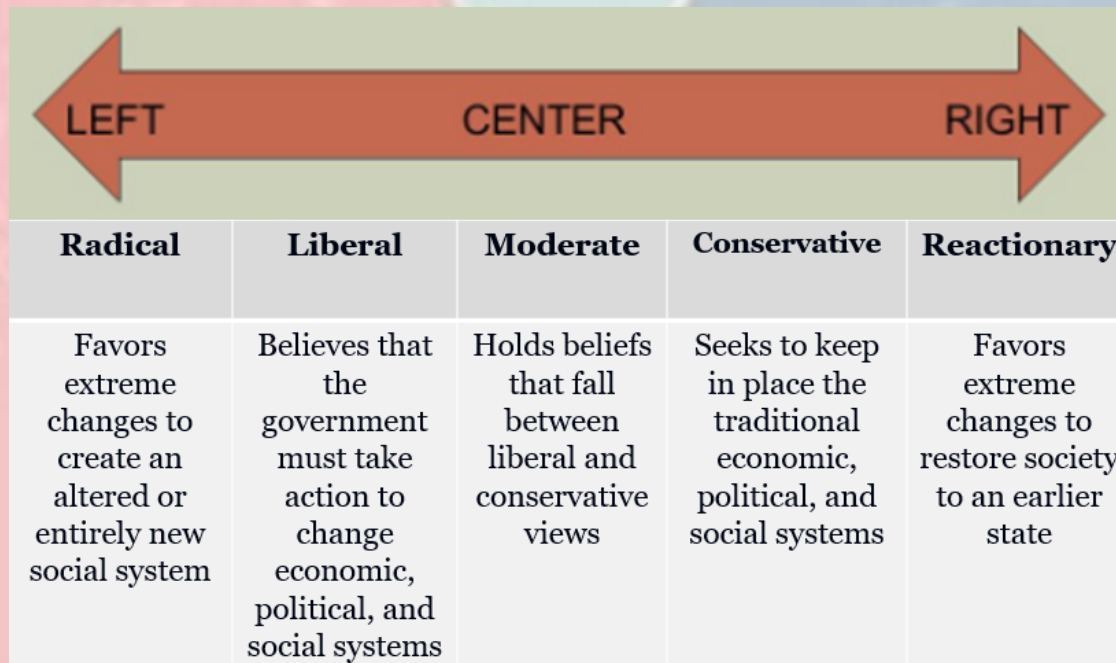 LEFT CENTER RIGHT
Radical
Liberal
Moderate
Conservative
Reactionary
Favors
extreme
changes to
create an
altered or
entirely new
social system
Believes that
the
government
must take
action to
change
economic,
political, and
social systems
Holds beliefs
that fall
between
liberal and
conservative
views
Seeks to keep
in place the
traditional
economic,
political, and
social systems
Favors
extreme
changes to
restore society
to an earlier
state